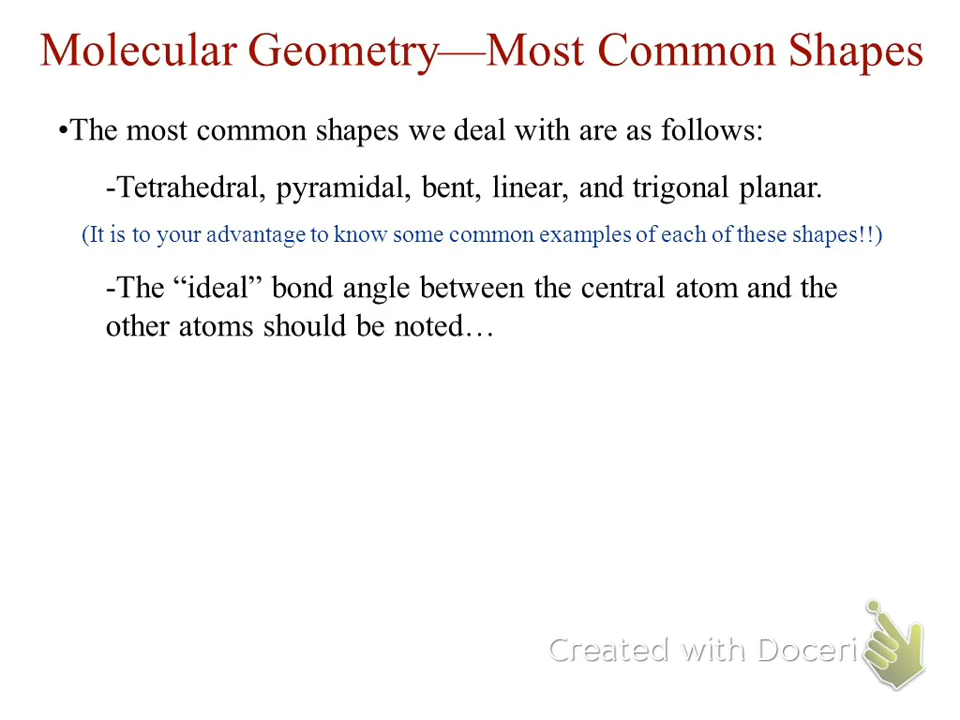 Molecular Geometry—Most Common Shapes
•The most common shapes we deal with are as follows:
-Tetrahedral, pyramidal, bent, linear, and trigonal planar.
(It is to your advantage to know some common examples of each of these shapes!!)
-The “ideal” bond angle between the central atom and the
other atoms should be noted…
Created with Doceri